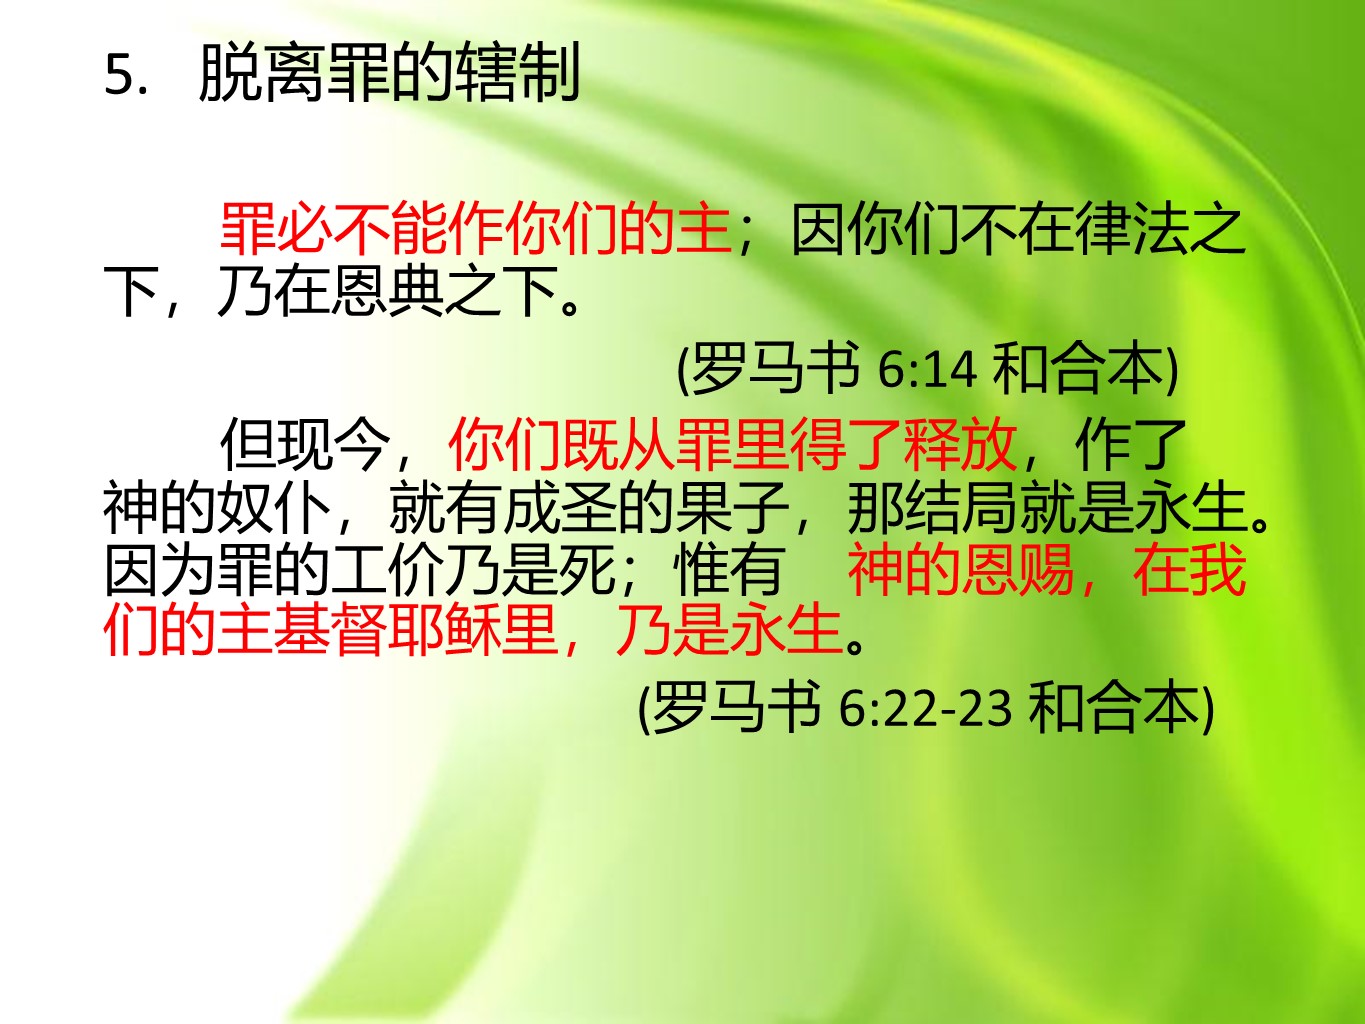 5. 脱离罪的辖制
罪必不能作你们的主；因你们不在律法之
下，乃在恩典之下。
(罗马书 6:14 和合本)
但现今，你们既从罪里得了释放，作了
神的奴仆，就有成圣的果子，那结局就是永生。
因为罪的工价乃是死；惟有　神的恩赐，在我
们的主基督耶稣里，乃是永生。
(罗马书 6:22-23 和合本)